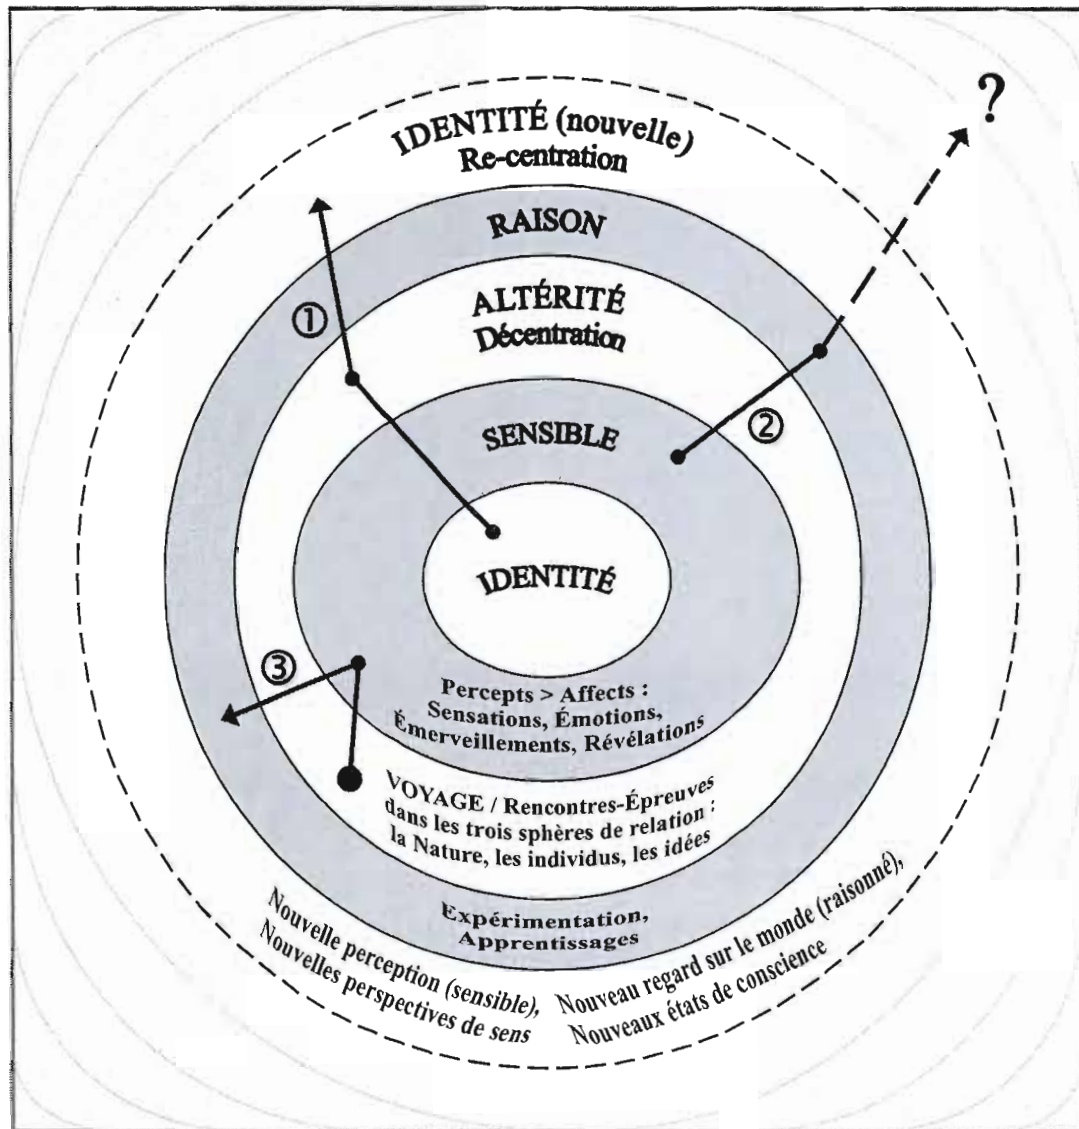 ?
IDENTITÉ (nouvelle)
Re-centration
RAISON
①
ALTÉRITÉ
Décentration
②
SENSIBLE
IDENTITÉ
③
Percepts > Affects :
Sensations, Émotions,
Émerveillements, Révélations
VOYAGE / Rencontres-Épreuves
dans les trois sphères de relation :
la Nature, les individus, les idées
Expérimentation,
Apprentissages
Nouvelle perception (sensible),
Nouvelles perspectives de sens
Nouveau regard sur le monde (raisonné),
Nouveaux états de conscience